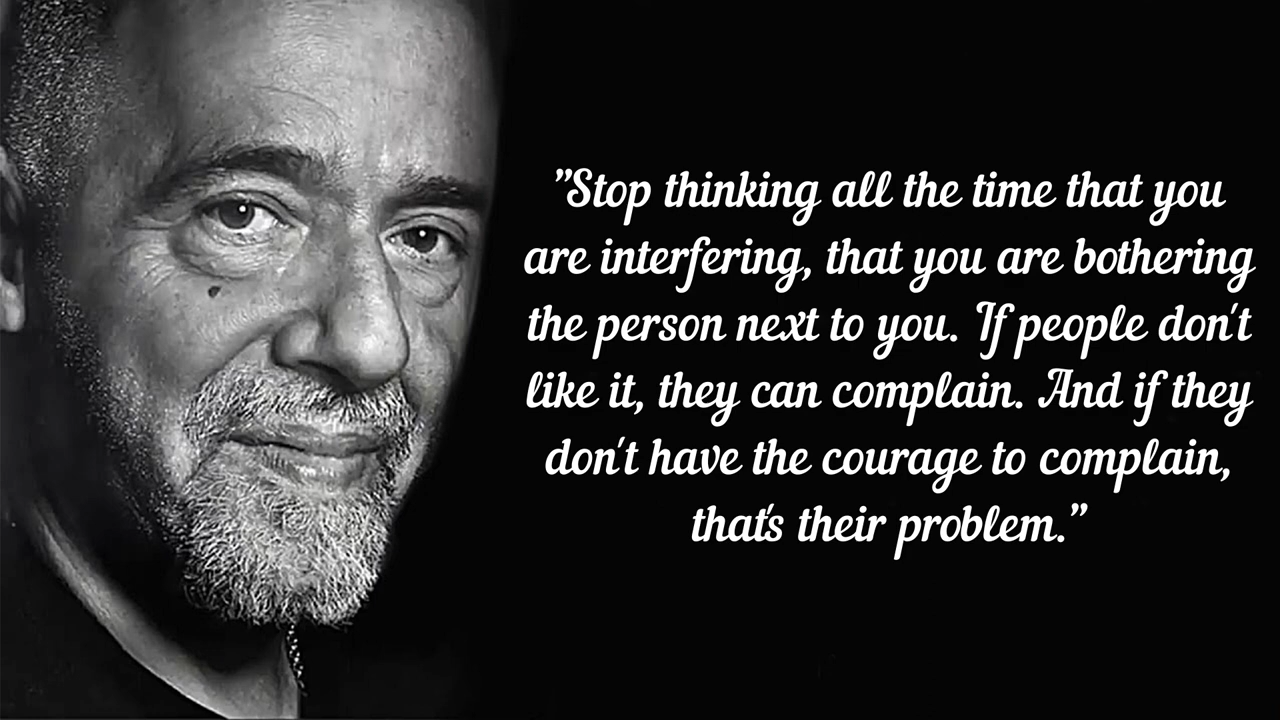 ”Stop thinking all the time that you
are interfering, that you are bothering
the person next to you. If people don't
like it, they can complain. And if they
don't have the courage to complain,
that's their problem.”